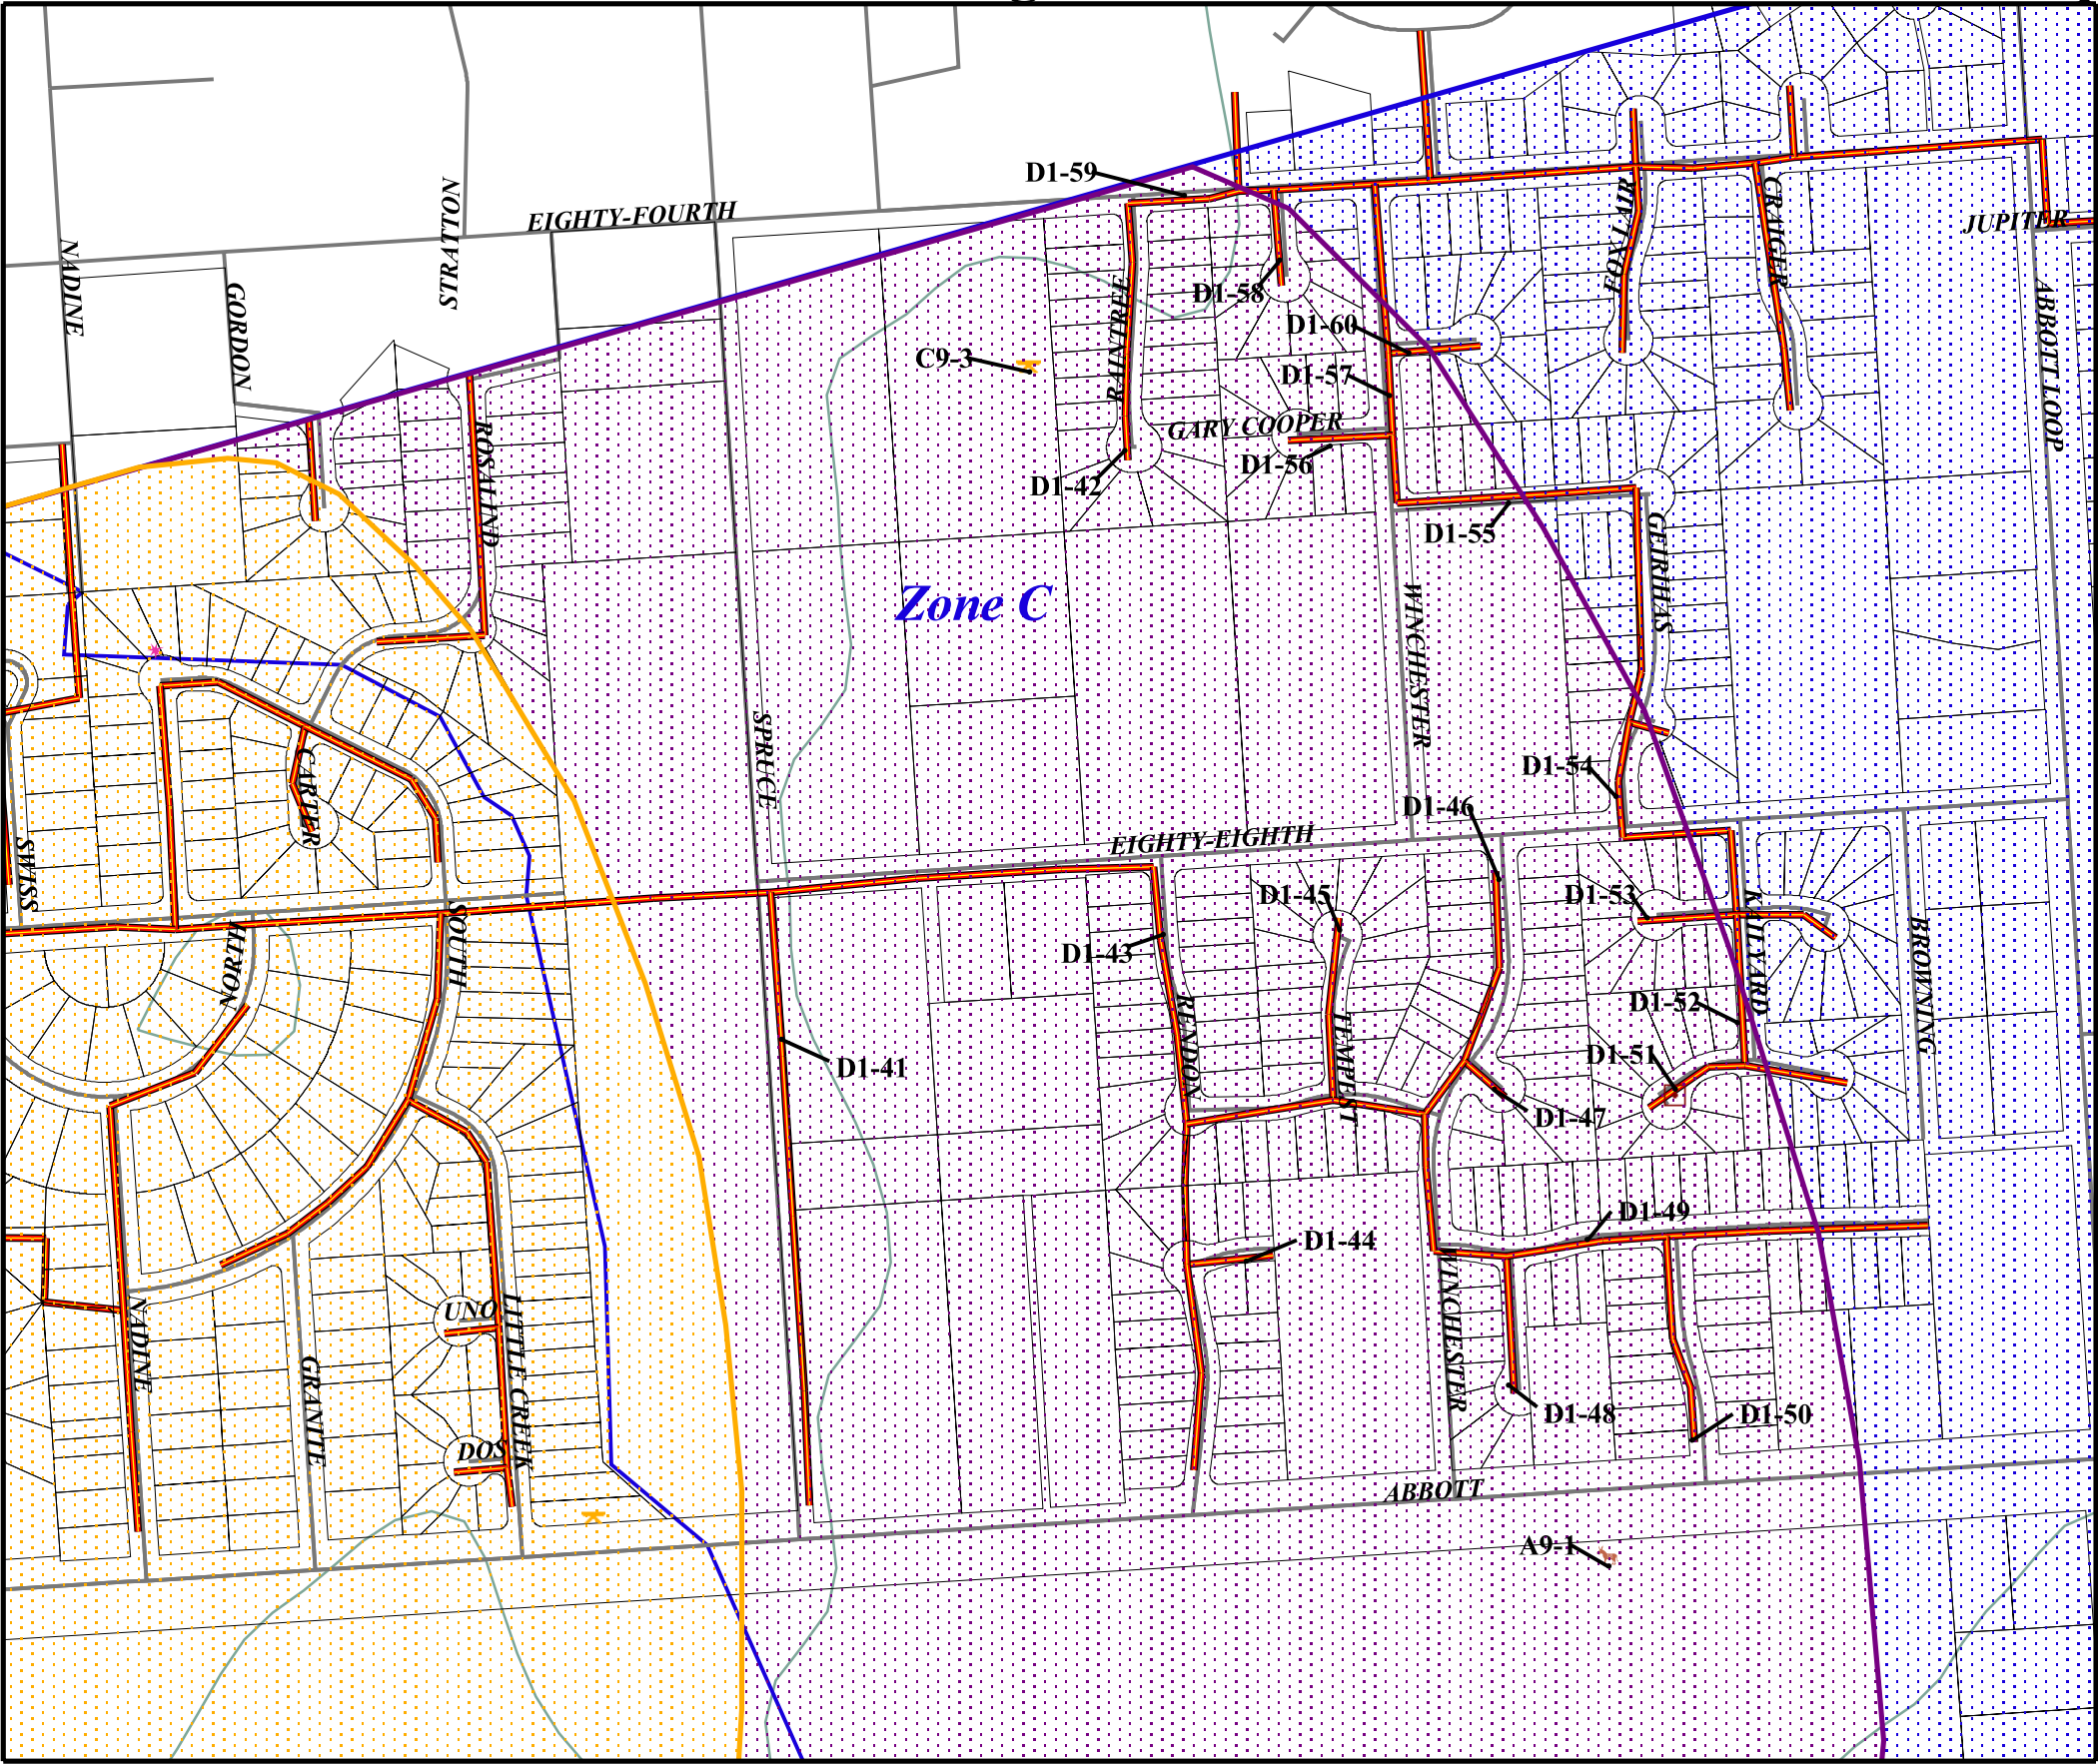 D1-59
EIGHTY-FOURTH
STRATTON
NADINE
GORDON
FOXLAIR
CRAIGER
JUPITER
ABBOTT LOOP
D1-58
RAINTREE
D1-60
C9-3
D1-57
GARY COOPER
D1-56
D1-42
ROSALIND
D1-55
GEIRHAS
Zone C
WINCHESTER
SPRUCE
CARTER
D1-54
D1-46
EIGHTY-EIGHTH
SWISS
D1-45
D1-53
KAILYARD
BROWNING
NORTH
SOUTH
D1-43
RENDON
TEMPEST
D1-52
D1-51
D1-41
D1-47
D1-49
D1-44
WINCHESTER
UNO
LITTLE CREEK
NADINE
GRANITE
D1-48
D1-50
DOS
ABBOTT
A9-1